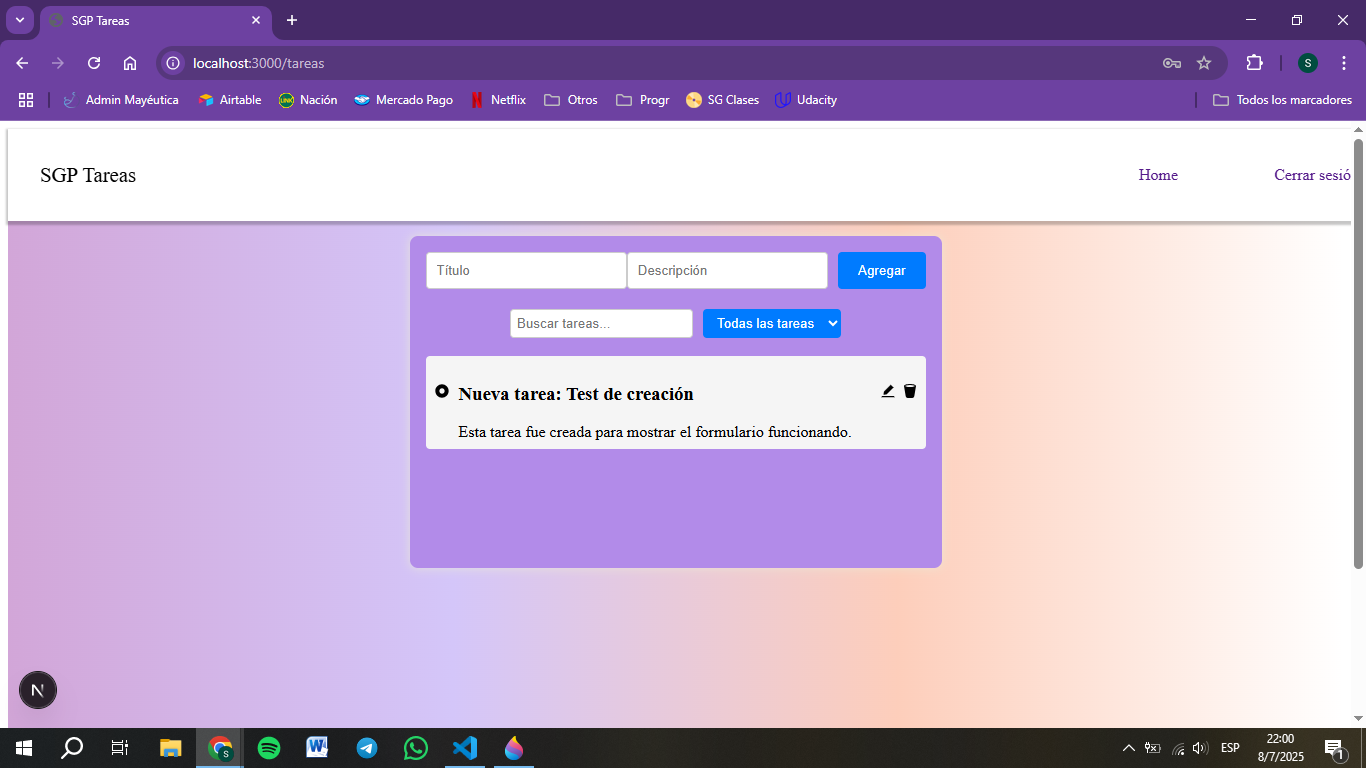 SGP Tareas
localhost:3000/tareas
S
Admin Mayéutica Airtable Nación Mercado Pago Netflix Otros Progr SG Clases Udacity Todos los marcadores
SGP Tareas Home Cerrar sesió
Título Descripción Agregar
Buscar tareas... Todas las tareas
Nueva tarea: Test de creación
Esta tarea fue creada para mostrar el formulario funcionando.
N
S W ESP 22:00
8/7/2025 1